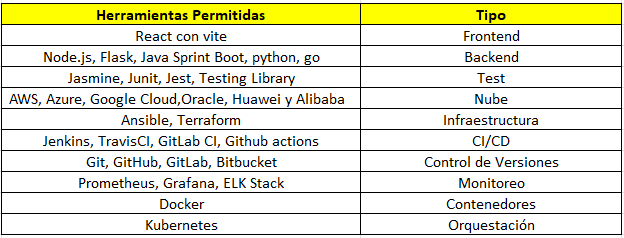 Herramientas Permitidas Tipo
React con vite Frontend
Node.js, Flask, Java Sprint Boot, python, go Backend
Jasmine, Junit, Jest, Testing Library Test
AWS, Azure, Google Cloud,Oracle, Huawei y Alibaba Nube
Ansible, Terraform Infraestructura
Jenkins, TravisCI, GitLab CI, Github actions CI/CD
Git, GitHub, GitLab, Bitbucket Control de Versiones
Prometheus, Grafana, ELK Stack Monitoreo
Docker Contenedores
Kubernetes Orquestación